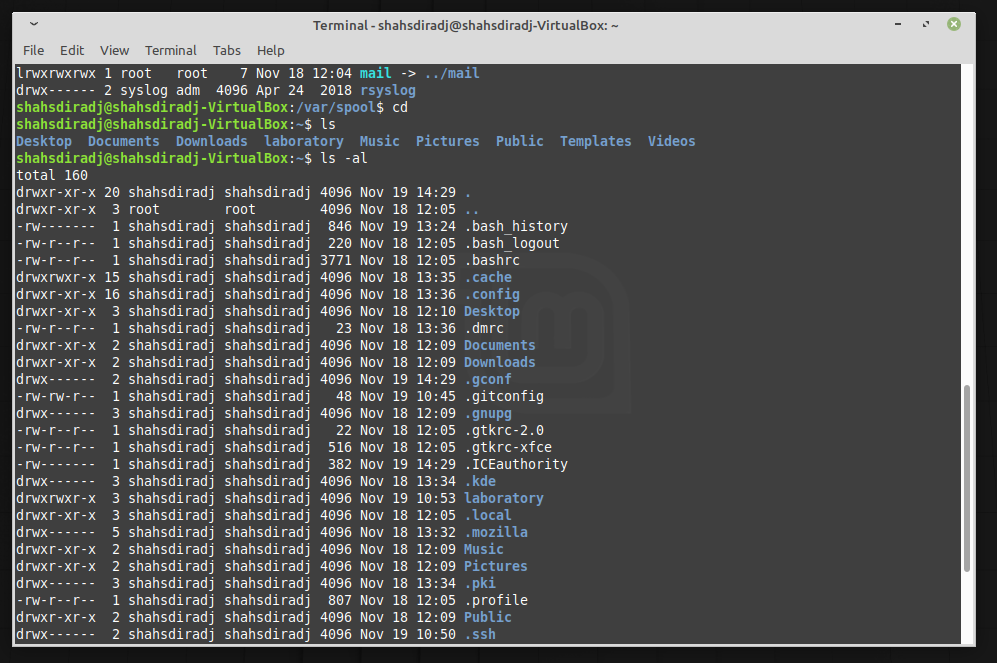 Terminal - shahsdiradj@shahsdiradj-VirtualBox: ~
File Edit View Terminal Tabs Help
lrwxrwxrwx 1 root   root    7 Nov 18 12:04 mail -> ../mail
drwx------ 2 syslog adm  4096 Apr 24  2018 rsyslog
shahsdiradj@shahsdiradj-VirtualBox:/var/spool$ cd
shahsdiradj@shahsdiradj-VirtualBox:~$ ls
Desktop  Documents  Downloads  laboratory  Music  Pictures  Public  Templates  Videos
shahsdiradj@shahsdiradj-VirtualBox:~$ ls -al
total 160
drwxr-xr-x 20 shahsdiradj shahsdiradj 4096 Nov 19 14:29 .
drwxr-xr-x  3 root        root        4096 Nov 18 12:05 ..
-rw-------  1 shahsdiradj shahsdiradj  846 Nov 19 13:24 .bash_history
-rw-r--r--  1 shahsdiradj shahsdiradj  220 Nov 18 12:05 .bash_logout
-rw-r--r--  1 shahsdiradj shahsdiradj 3771 Nov 18 12:05 .bashrc
drwxrwxr-x 15 shahsdiradj shahsdiradj 4096 Nov 18 13:35 .cache
drwxr-xr-x 16 shahsdiradj shahsdiradj 4096 Nov 18 13:36 .config
drwxr-xr-x  3 shahsdiradj shahsdiradj 4096 Nov 18 12:10 Desktop
-rw-r--r--  1 shahsdiradj shahsdiradj   23 Nov 18 13:36 .dmrc
drwxr-xr-x  2 shahsdiradj shahsdiradj 4096 Nov 18 12:09 Documents
drwxr-xr-x  2 shahsdiradj shahsdiradj 4096 Nov 18 12:09 Downloads
drwx------  2 shahsdiradj shahsdiradj 4096 Nov 19 14:29 .gconf
-rw-rw-r--  1 shahsdiradj shahsdiradj   48 Nov 19 10:45 .gitconfig
drwx------  3 shahsdiradj shahsdiradj 4096 Nov 18 12:09 .gnupg
-rw-r--r--  1 shahsdiradj shahsdiradj   22 Nov 18 12:05 .gtkrc-2.0
-rw-r--r--  1 shahsdiradj shahsdiradj  516 Nov 18 12:05 .gtkrc-xfce
-rw-------  1 shahsdiradj shahsdiradj  382 Nov 19 14:29 .ICEauthority
drwx------  3 shahsdiradj shahsdiradj 4096 Nov 18 13:34 .kde
drwxrwxr-x  3 shahsdiradj shahsdiradj 4096 Nov 19 10:53 laboratory
drwxr-xr-x  3 shahsdiradj shahsdiradj 4096 Nov 18 12:05 .local
drwx------  5 shahsdiradj shahsdiradj 4096 Nov 18 13:32 .mozilla
drwxr-xr-x  2 shahsdiradj shahsdiradj 4096 Nov 18 12:09 Music
drwxr-xr-x  2 shahsdiradj shahsdiradj 4096 Nov 18 12:09 Pictures
drwx------  3 shahsdiradj shahsdiradj 4096 Nov 18 13:34 .pki
-rw-r--r--  1 shahsdiradj shahsdiradj  807 Nov 18 12:05 .profile
drwxr-xr-x  2 shahsdiradj shahsdiradj 4096 Nov 18 12:09 Public
drwx------  2 shahsdiradj shahsdiradj 4096 Nov 19 10:50 .ssh